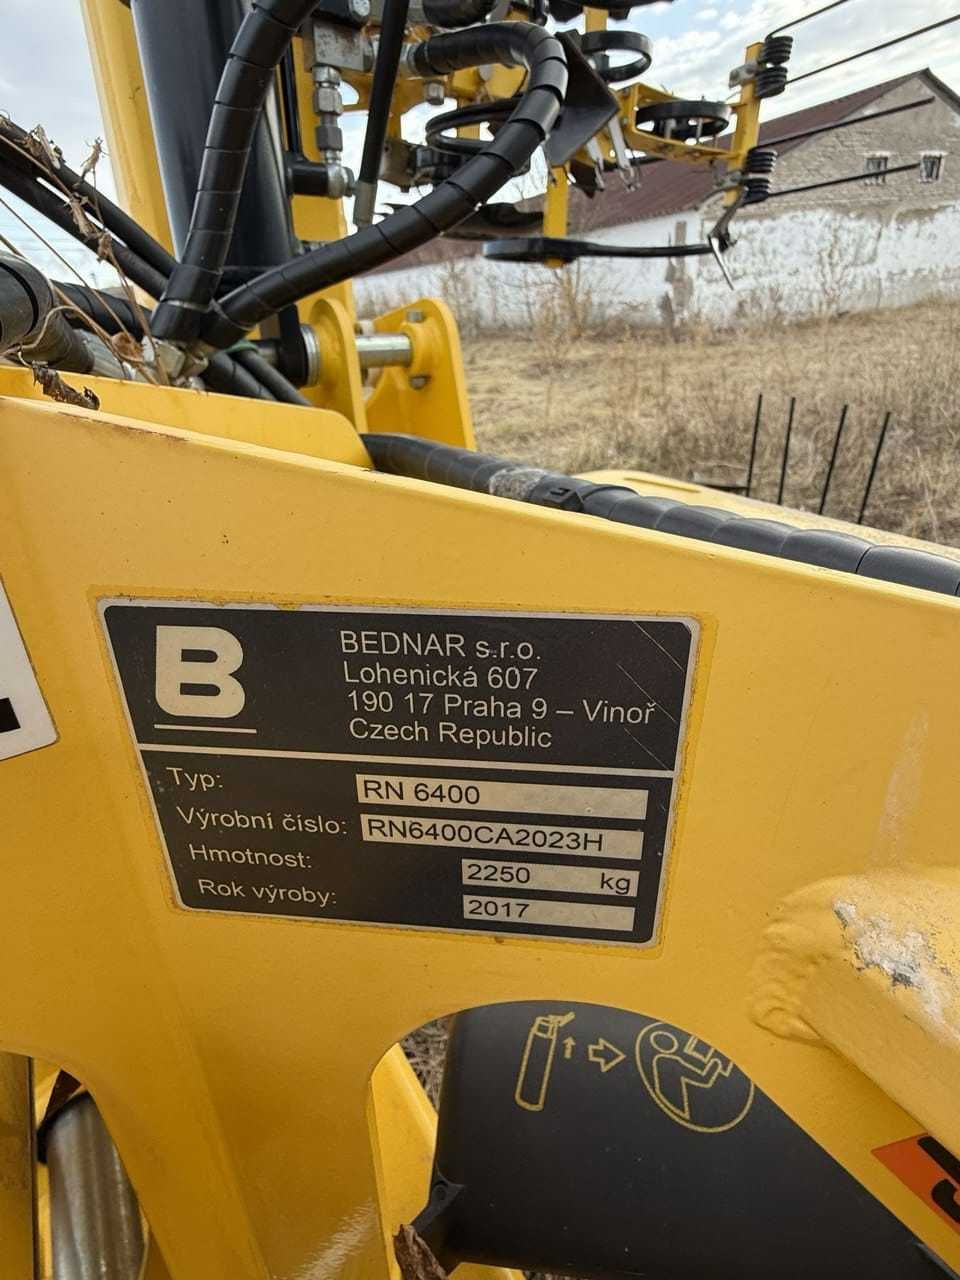 B
BEDNAR s.r.o.
Lohenická 607
190 17 Praha 9 – Vinoř
Czech Republic
Typ: RN 6400
Výrobní číslo: RN6400CA2023H
Hmotnost: 2250 kg
Rok výroby: 2017